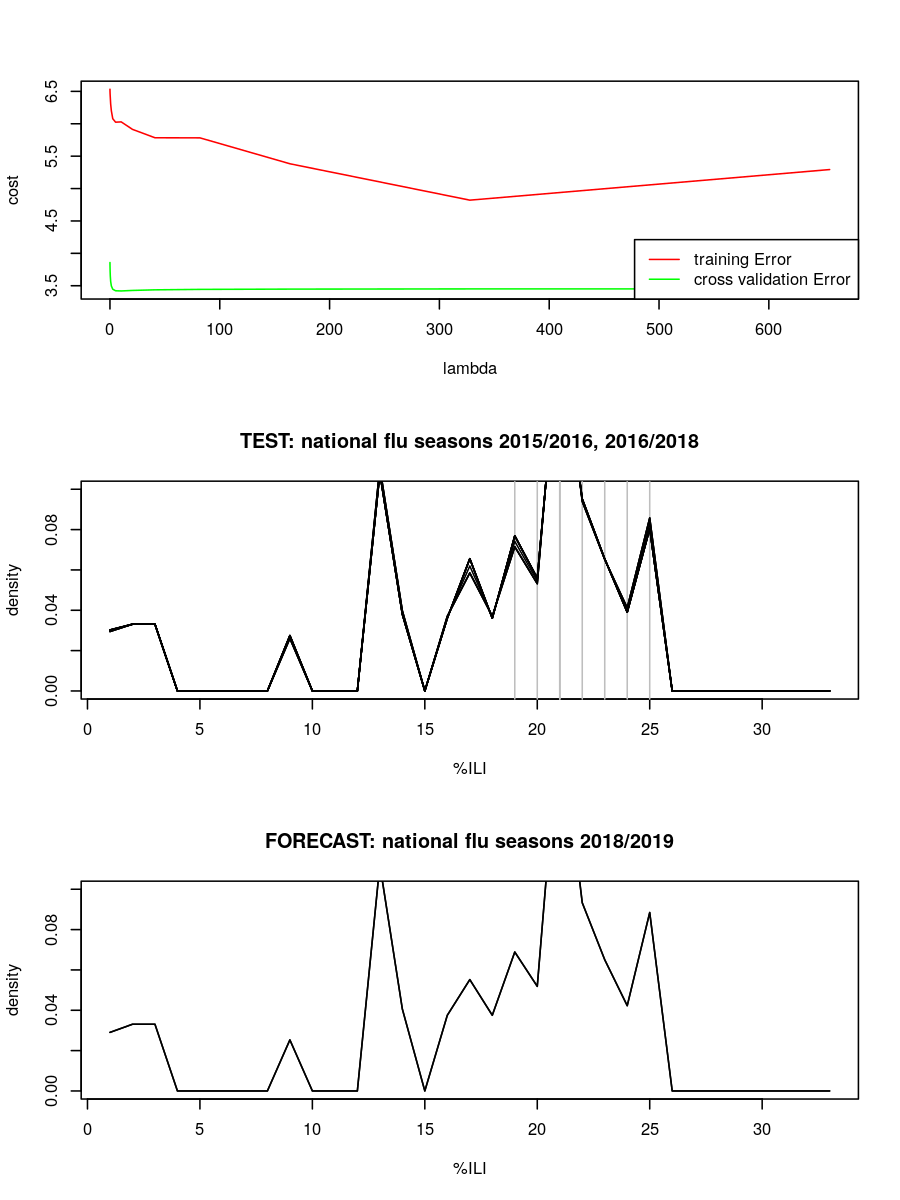 6.5
5.5
4.5
3.5
cost
training Error
cross validation Error
0 100 200 300 400 500 600
lambda
TEST: national flu seasons 2015/2016, 2016/2018
0.08
0.04
0.00
density
0 5 10 15 20 25 30
%ILI
FORECAST: national flu seasons 2018/2019
0.08
0.04
0.00
density
0 5 10 15 20 25 30
%ILI